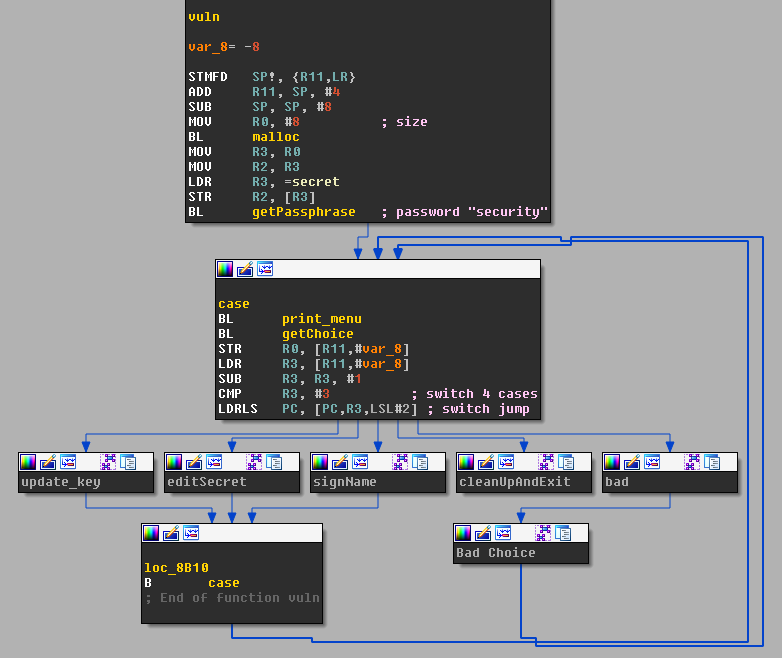 vuln
var_8= -8
STMFD SP!, {R11,LR}
ADD R11, SP, #4
SUB SP, SP, #8
MOV R0, #8 ; size
BL malloc
MOV R3, R0
MOV R2, R3
LDR R3, =secret
STR R2, [R3]
BL getPassphrase ; password "security"
case
BL print_menu
BL getChoice
STR R0, [R11,#var_8]
LDR R3, [R11,#var_8]
SUB R3, R3, #1
CMP R3, #3 ; switch 4 cases
LDRLS PC, [PC,R3,LSL#2] ; switch jump
update_key
editSecret
signName
cleanUpAndExit
bad
loc_8B10
B case
; End of function vuln
Bad Choice